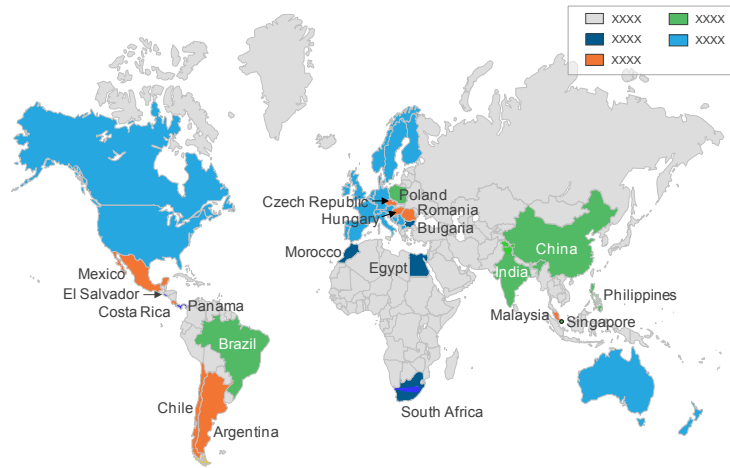 XXXX
XXXX
XXXX
XXXX
XXXX
Czech Republic
Poland
Hungary
Romania
Bulgaria
Morocco
Egypt
China
India
Mexico
El Salvador
Costa Rica
Panama
Philippines
Malaysia
Singapore
Brazil
Chile
Argentina
South Africa